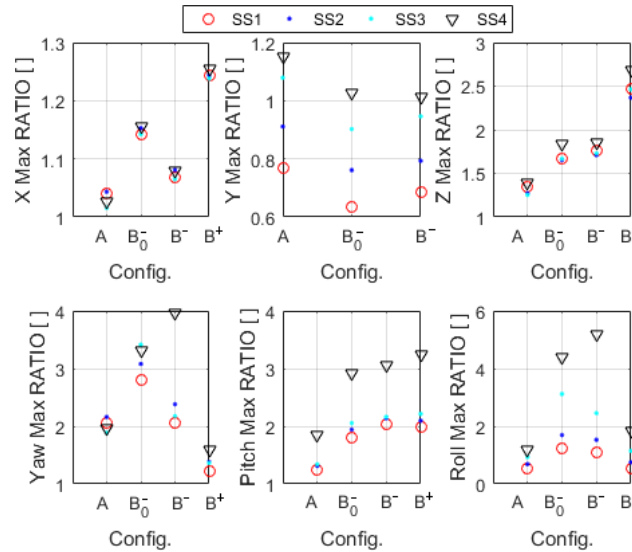 SS1 SS2 SS3 SS4
X Max RATIO [ ]
1.3
1.2
1.1
1
A B₀⁻ B⁻ B⁺
Config.
Y Max RATIO [ ]
1.2
1
0.8
0.6
A B₀⁻ B⁻
Config.
Z Max RATIO [ ]
3
2.5
2
1.5
1
A B₀⁻ B⁻ B
Config.
Yaw Max RATIO [ ]
4
3
2
1
A B₀⁻ B⁻ B⁺
Config.
Pitch Max RATIO [ ]
4
3
2
1
A B₀⁻ B⁻ B⁺
Config.
Roll Max RATIO [ ]
6
4
2
0
A B₀⁻ B⁻ B
Config.